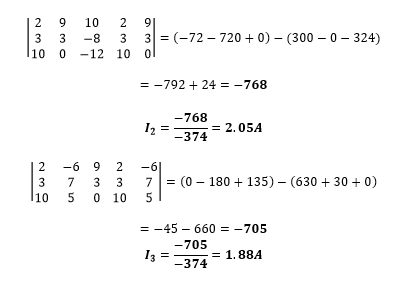 | 2 9 10 2 9 |
| 3 3 −8 3 3 | = (−72 − 720 + 0) − (300 − 0 − 324)
| 10 0 −12 10 0 |
= −792 + 24 = −768
I₂ = −768 / −374 = 2.05A
| 2 −6 9 2 −6 |
| 3 7 3 3 7 | = (0 − 180 + 135) − (630 + 30 + 0)
| 10 5 0 10 5 |
= −45 − 660 = −705
I₃ = −705 / −374 = 1.88A